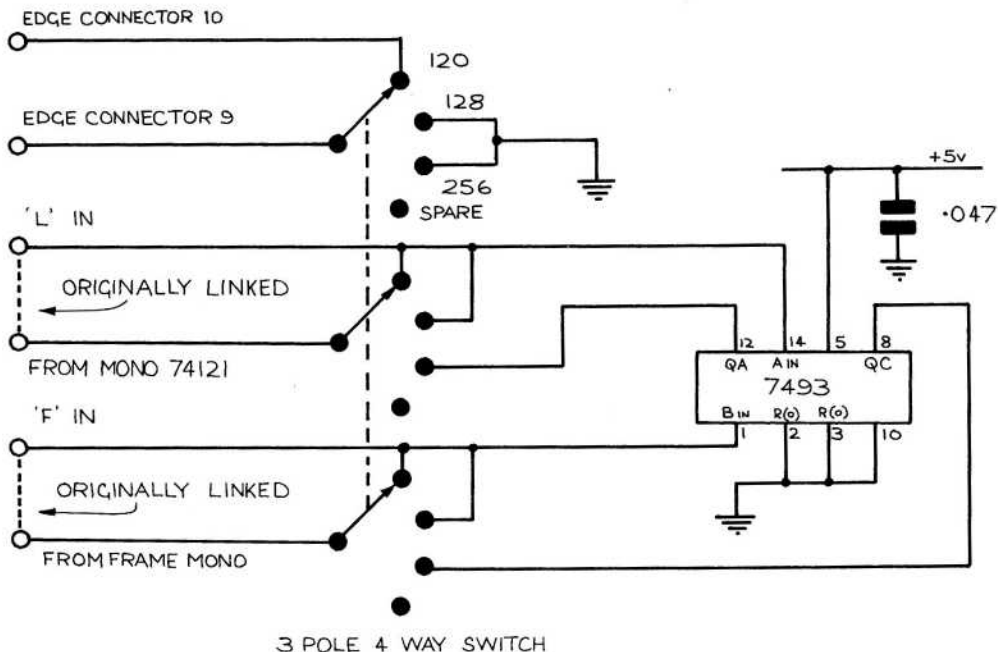 EDGE CONNECTOR 10
120
128
EDGE CONNECTOR 9
+5v
256
SPARE
·047
'L' IN
ORIGINALLY LINKED
FROM MONO 74121
12 14 5 8
QA A IN QC
7493
'F' IN
B IN R(0) R(0)
1 2 3 10
ORIGINALLY LINKED
FROM FRAME MONO
3 POLE 4 WAY SWITCH